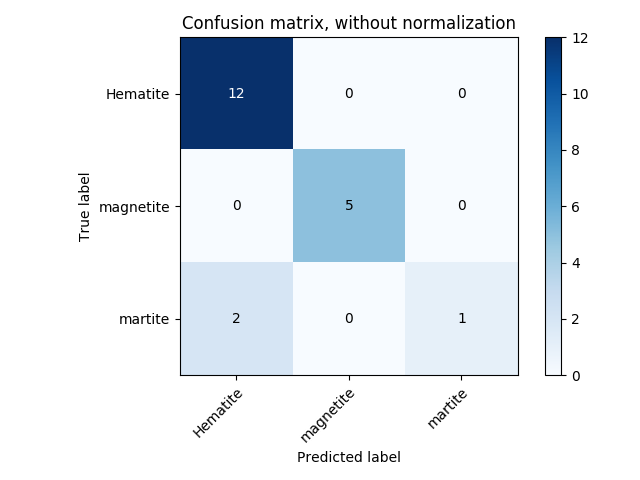 Confusion matrix, without normalization
True label
Hematite
magnetite
martite
12 0 0
0 5 0
2 0 1
Hematite
magnetite
martite
Predicted label
12
10
8
6
4
2
0